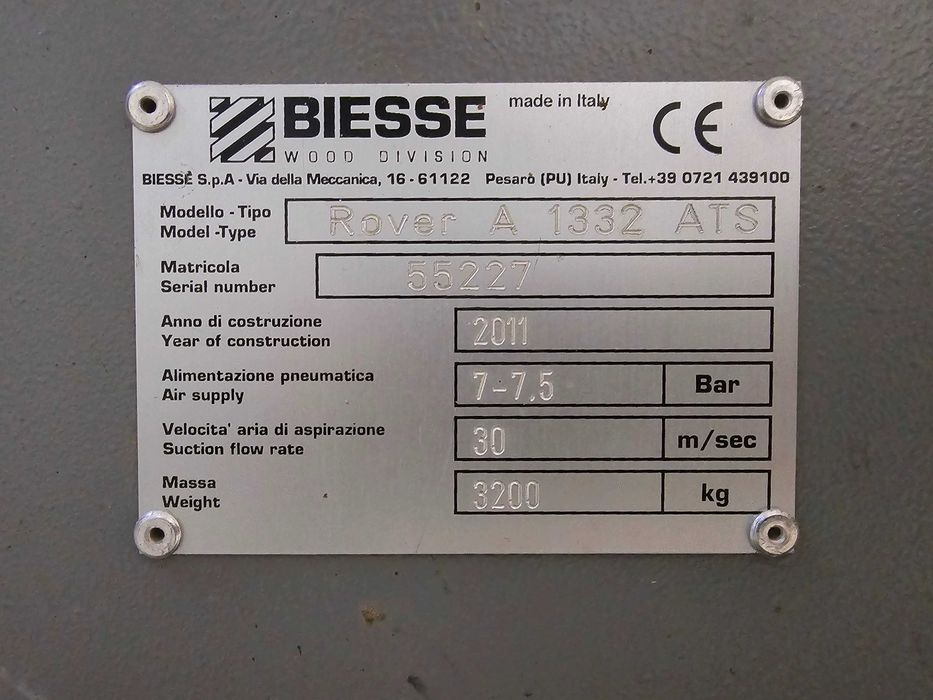 BIESSE made in Italy CE
WOOD DIVISION
BIESSE S.p.A - Via della Meccanica, 16 - 61122 Pesaro (PU) Italy - Tel.+39 0721 439100
Modello - Tipo
Model -Type
Rover A 1332 ATS
Matricola
Serial number
55227
Anno di costruzione
Year of construction
2011
Alimentazione pneumatica
Air supply
7-7,5 Bar
Velocita' aria di aspirazione
Suction flow rate
30 m/sec
Massa
Weight
3200 kg